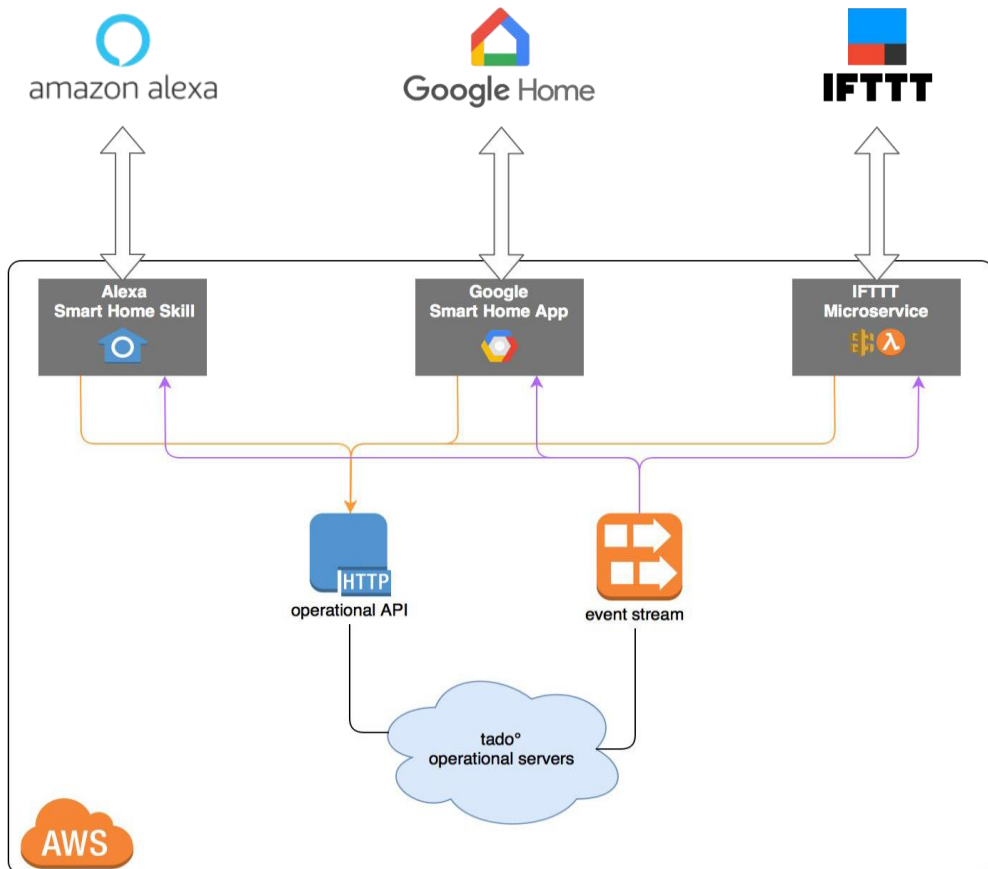 amazon alexa
Google Home
IFTTT
Alexa
Smart Home Skill
Google
Smart Home App
IFTTT
Microservice
λ
HTTP
operational API
event stream
tado°
operational servers
AWS